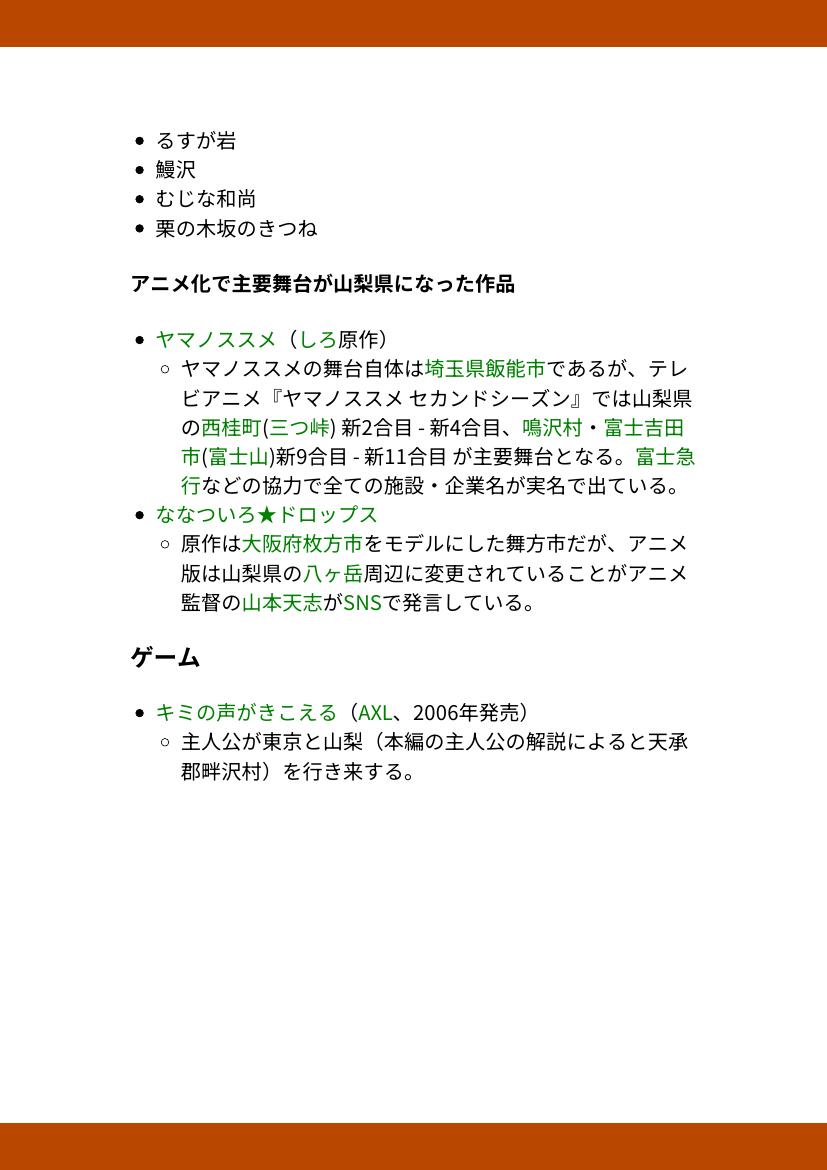 るすが岩
鰻沢
むじな和尚
栗の木坂のきつね
アニメ化で主要舞台が山梨県になった作品
ヤマノススメ（しろ原作）
ヤマノススメの舞台自体は埼玉県飯能市であるが、テレ
ビアニメ『ヤマノススメ セカンドシーズン』では山梨県
の西桂町(三つ峠) 新2合目 - 新4合目、鳴沢村・富士吉田
市(富士山)新9合目 - 新11合目 が主要舞台となる。富士急
行などの協力で全ての施設・企業名が実名で出ている。
ななついろ★ドロップス
原作は大阪府枚方市をモデルにした舞方市だが、アニメ
版は山梨県の八ヶ岳周辺に変更されていることがアニメ
監督の山本天志がSNSで発言している。
ゲーム
キミの声がきこえる（AXL、2006年発売）
主人公が東京と山梨（本編の主人公の解説によると天承
郡畔沢村）を行き来する。